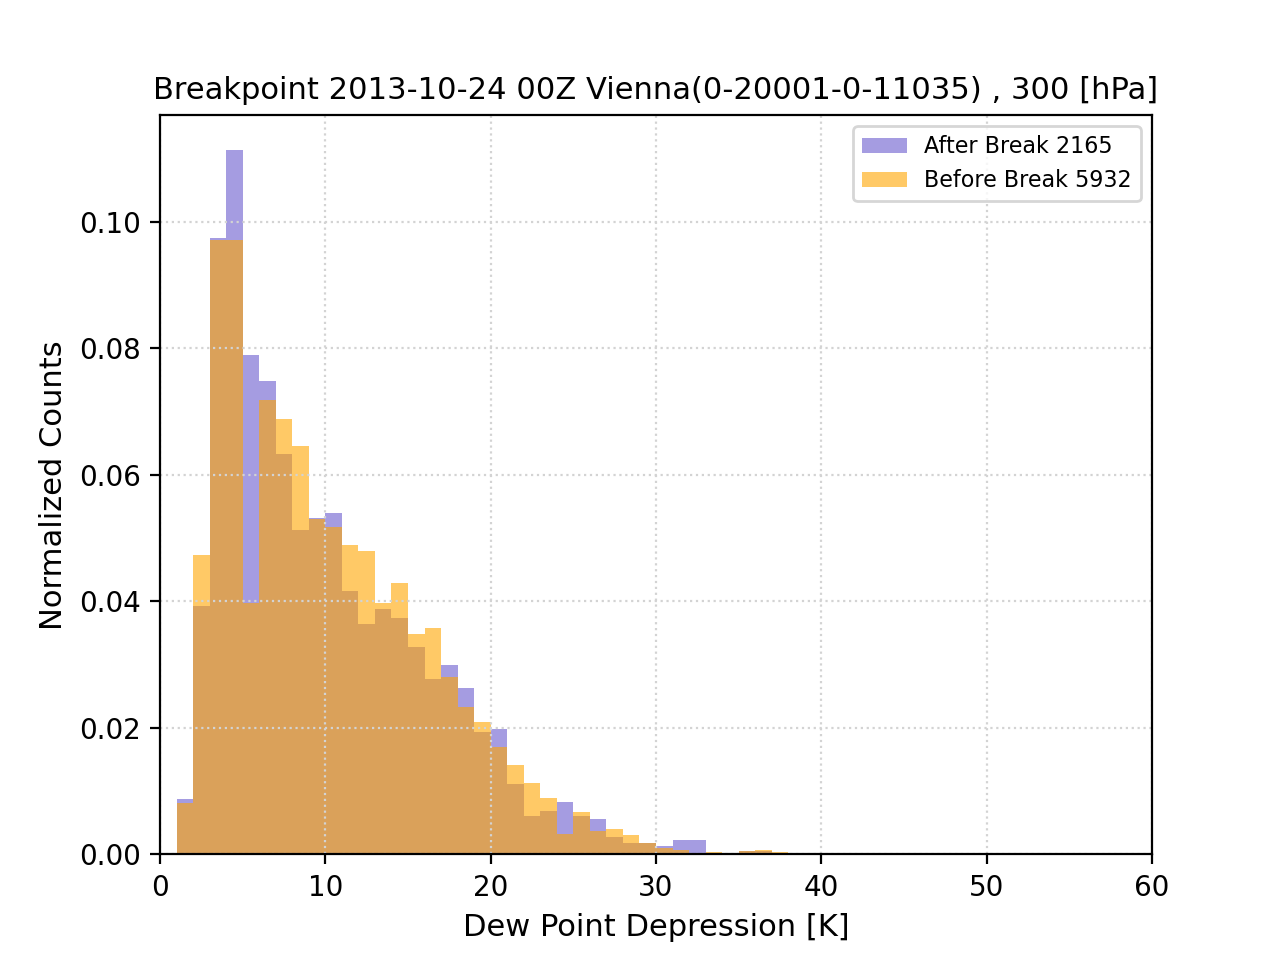 Breakpoint 2013-10-24 00Z Vienna(0-20001-0-11035) , 300 [hPa]
After Break 2165
Before Break 5932
Normalized Counts
0.10
0.08
0.06
0.04
0.02
0.00
0 10 20 30 40 50 60
Dew Point Depression [K]